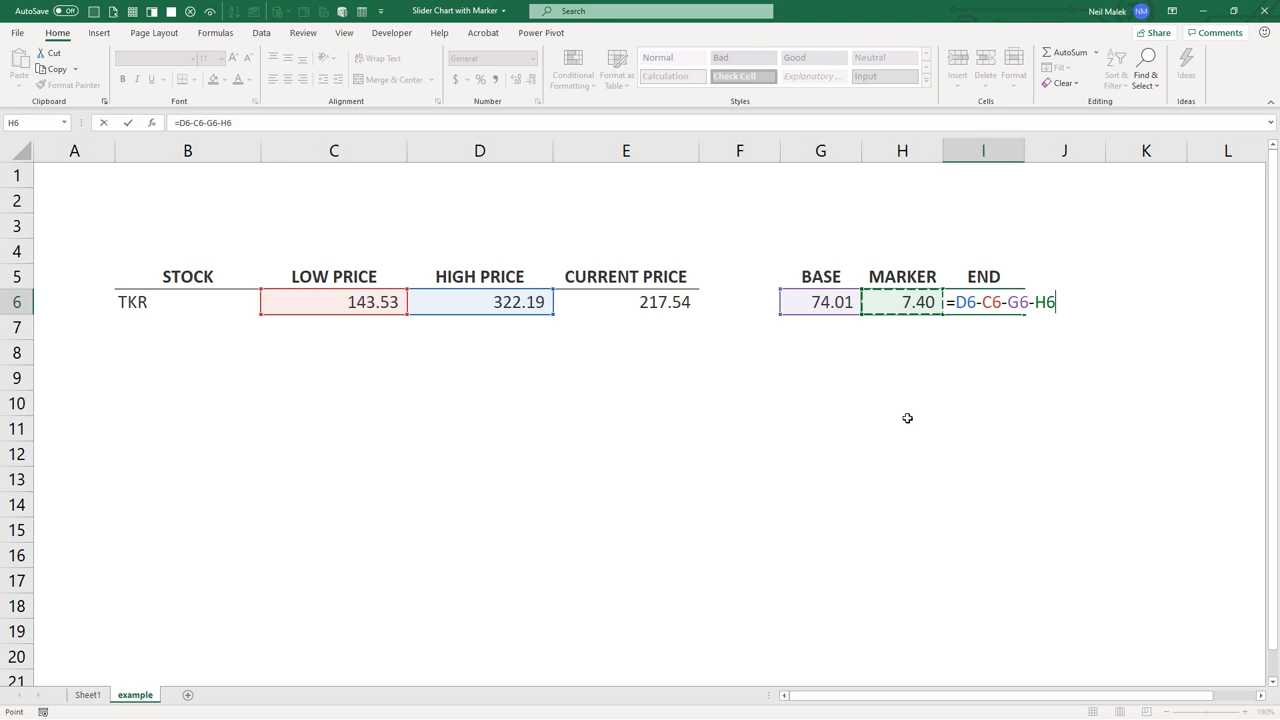 AutoSave Off Slider Chart with Marker Search Neil Malek NM
File Home Insert Page Layout Formulas Data Review View Developer Help Acrobat Power Pivot Share Comments
Cut
Copy
Format Painter
Paste
Clipboard
11
B I U A
Font
Wrap Text
Merge & Center
Alignment
General
$ % ,
Number
Conditional Formatting
Format as Table
Normal Bad Good Neutral
Calculation Check Cell Explanatory ... Input
Styles
Insert Delete Format
Cells
AutoSum
Fill
Clear
Sort & Filter
Find & Select
Editing
Ideas
Ideas
H6 fx =D6-C6-G6-H6
A B C D E F G H I J K L
1
2
3
4
5 STOCK LOW PRICE HIGH PRICE CURRENT PRICE BASE MARKER END
6 TKR 143.53 322.19 217.54 74.01 7.40 =D6-C6-G6-H6
7
8
9
10
11
12
13
14
15
16
17
18
19
20
21
Sheet1 example
Point 190%